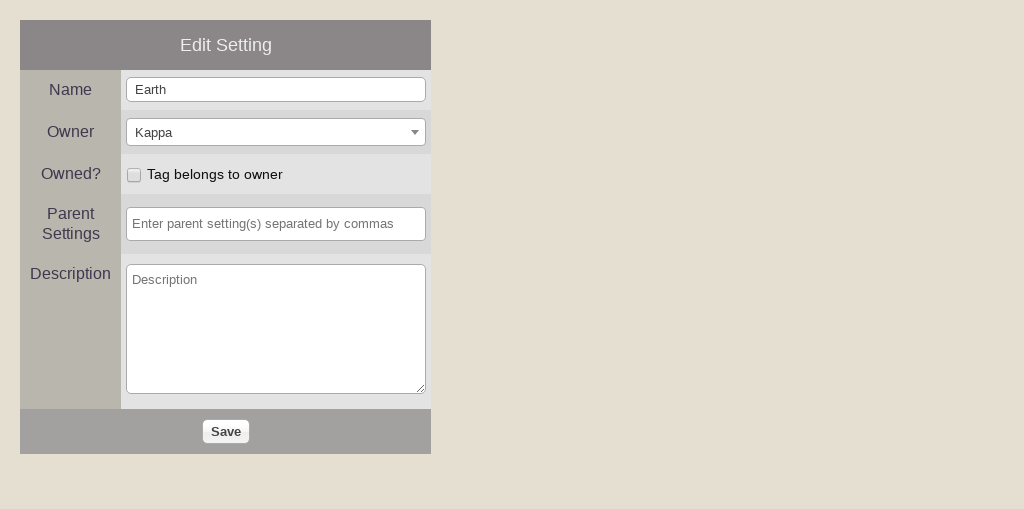 Edit Setting
Name
Earth
Owner
Kappa
Owned?
Tag belongs to owner
Parent
Settings
Enter parent setting(s) separated by commas
Description
Description
Save